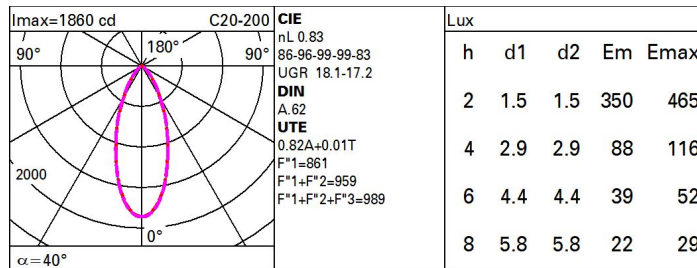 Imax=1860 cd C20-200
90° 180° 90°
2000
0°
α=40°
CIE
nL 0.83
86-96-99-99-83
UGR 18.1-17.2
DIN
A.62
UTE
0.82A+0.01T
F"1=861
F"1+F"2=959
F"1+F"2+F"3=989
Lux
h d1 d2 Em Emax
2 1.5 1.5 350 465
4 2.9 2.9 88 116
6 4.4 4.4 39 52
8 5.8 5.8 22 29